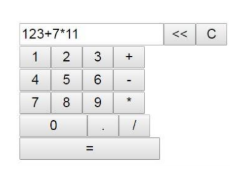 123+7*11 << C
1 2 3 +
4 5 6 -
7 8 9 *
0 . /
=